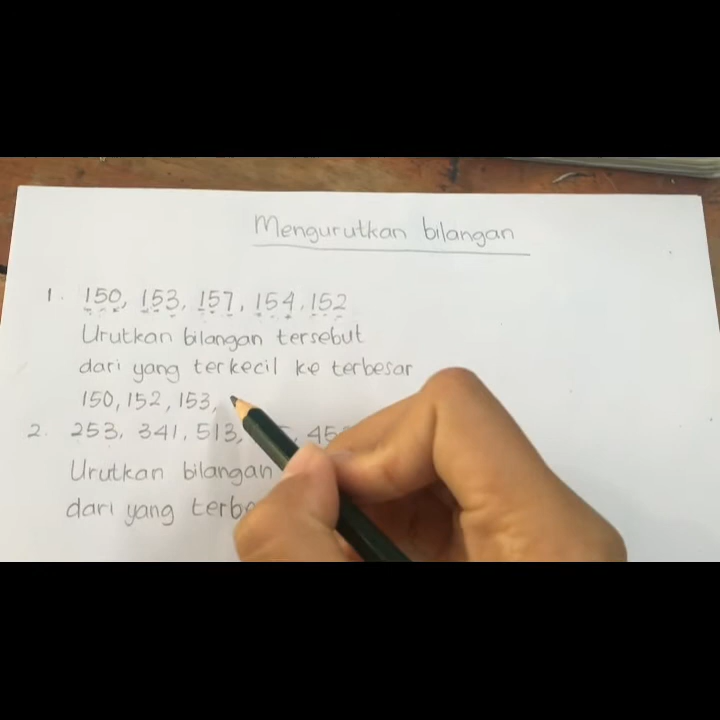 Mengurutkan bilangan
1. 150, 153, 157, 154, 152
Urutkan bilangan tersebut
dari yang terkecil ke terbesar
150, 152, 153,
2. 253, 341, 513,
Urutkan bilangan
dari yang